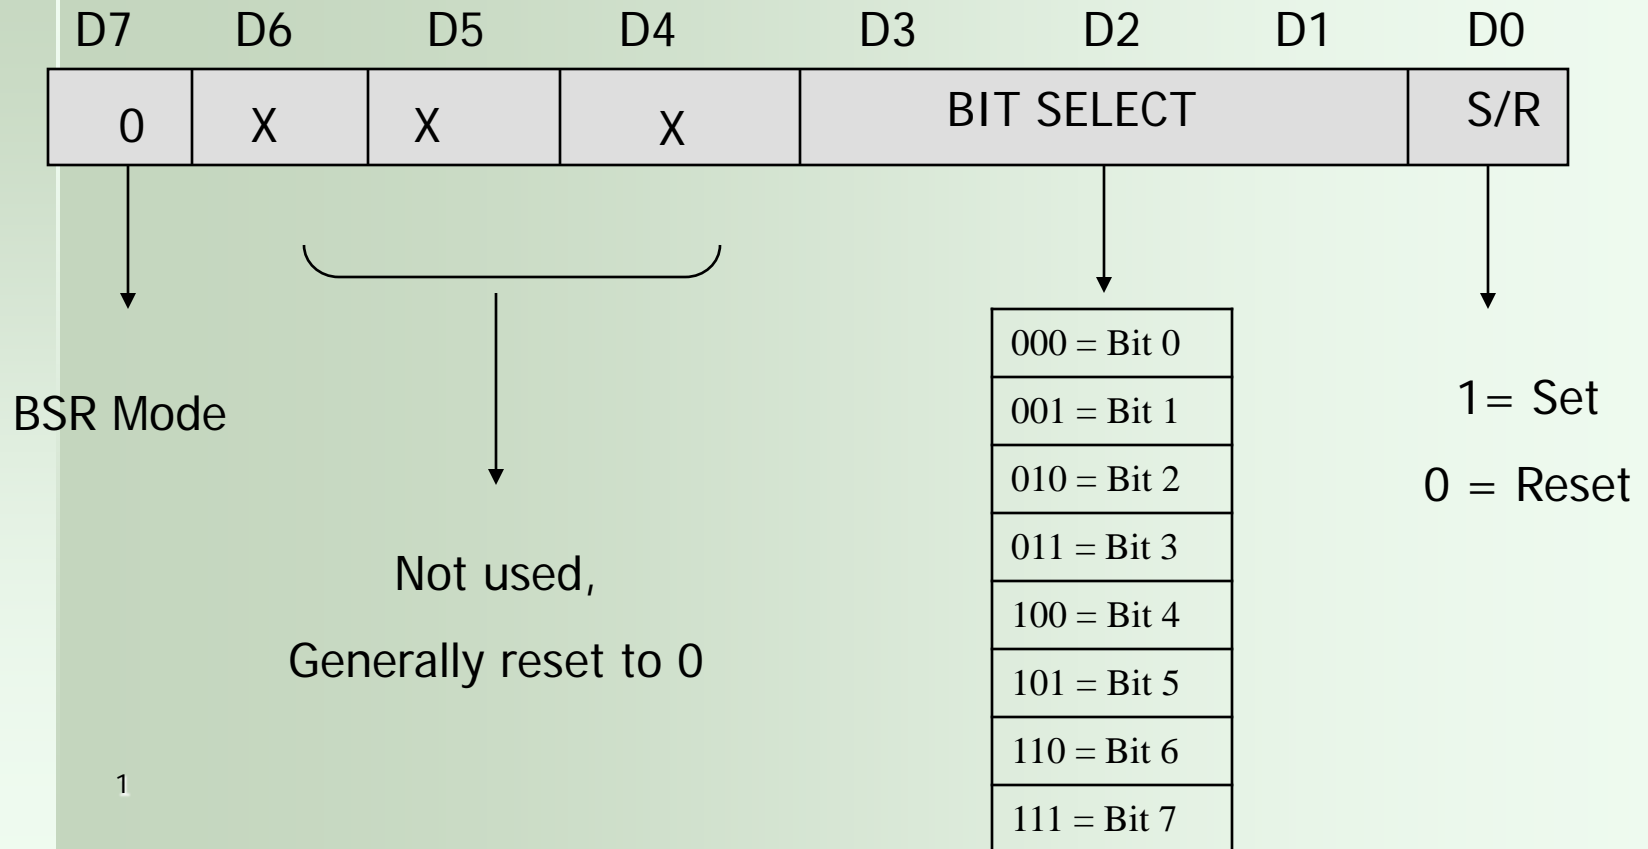 D7 D6 D5 D4 D3 D2 D1 D0
0 X X X BIT SELECT S/R
BSR Mode
Not used,
Generally reset to 0
000 = Bit 0
001 = Bit 1
010 = Bit 2
011 = Bit 3
100 = Bit 4
101 = Bit 5
110 = Bit 6
111 = Bit 7
1= Set
0 = Reset
1